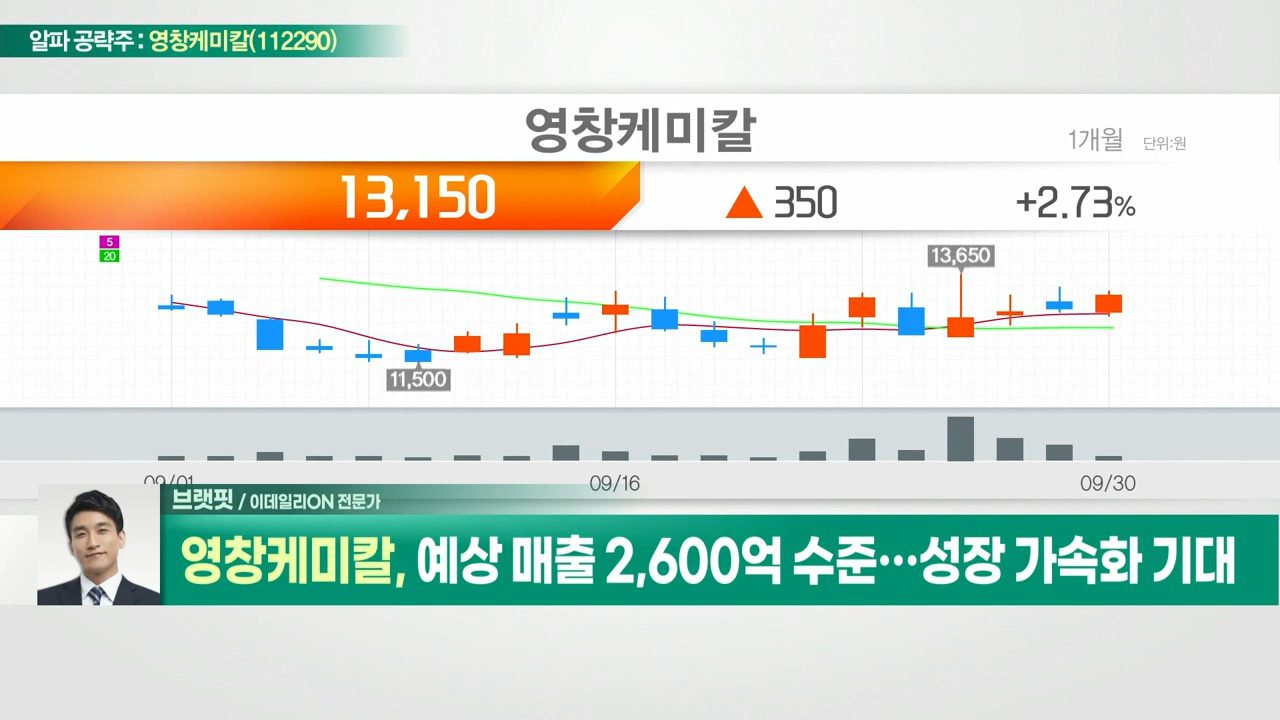 알파 공략주 : 영창케미칼(112290)
영창케미칼
1개월 단위:원
13,150 ▲ 350 +2.73%
5
20
13,650
11,500
09/01 09/16 09/30
브랫핏 / 이데일리ON 전문가
영창케미칼, 예상 매출 2,600억 수준…성장 가속화 기대